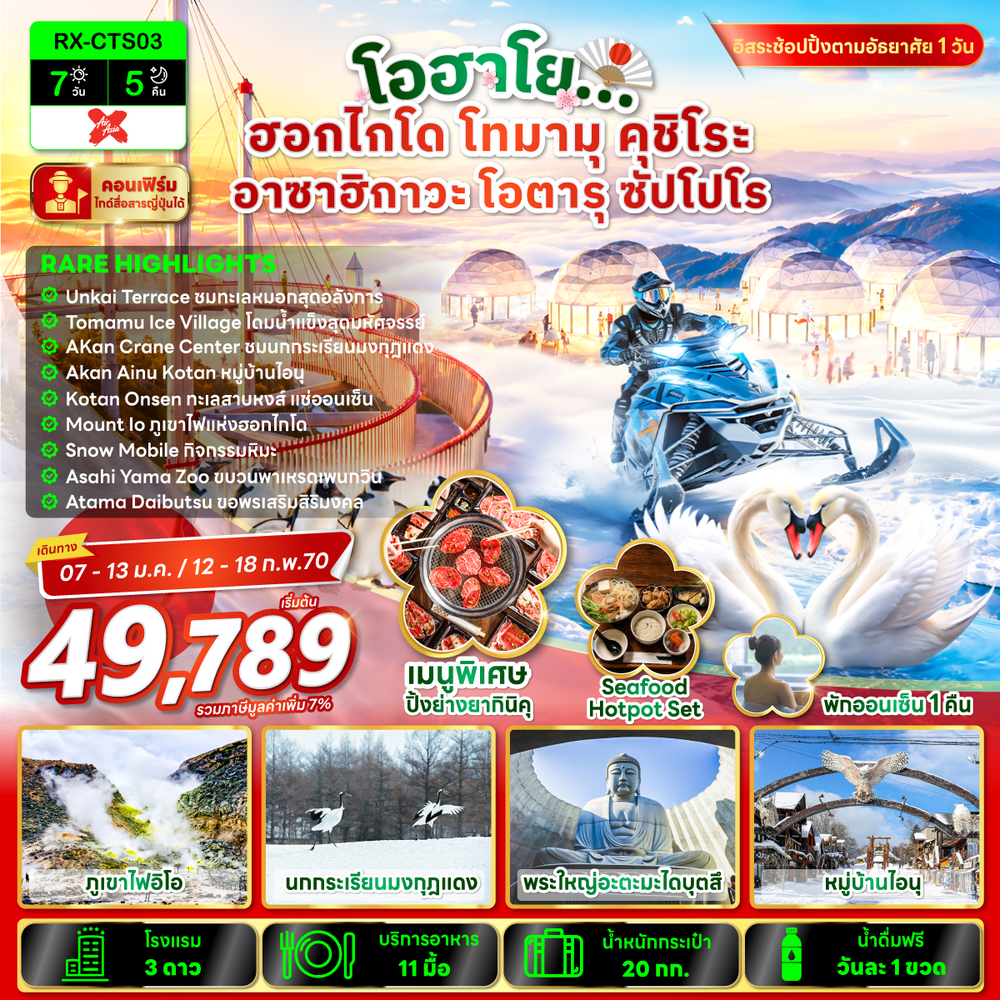 RX-CTS03
7 วัน
5 คืน
Air Asia X
คอนเฟิร์ม
ไกด์สื่อสารญี่ปุ่นได้
อิสระช้อปปิ้งตามอัธยาศัย 1 วัน
โอฮาโย...
ฮอกไกโด โทมามุ คุชิโระ
อาซาฮิกาวะ โอตารุ ซัปโปโร
RARE HIGHLIGHTS
Unkai Terrace ชมทะเลหมอกสุดอลังการ
Tomamu Ice Village โดมน้ำแข็งสุดมหัศจรรย์
AKan Crane Center ชมนกกระเรียนมงกุฎแดง
Akan Ainu Kotan หมู่บ้านไอนุ
Kotan Onsen ทะเลสาบหงส์ แช่ออนเซ็น
Mount Io ภูเขาไฟแห่งฮอกไกโด
Snow Mobile กิจกรรมหิมะ
Asahi Yama Zoo ขบวนพาเหรดเพนกวิน
Atama Daibutsu ขอพรเสริมสิริมงคล
เดินทาง
07 - 13 ม.ค. / 12 - 18 ก.พ.70
เริ่มต้น
49,789
รวมภาษีมูลค่าเพิ่ม 7%
เมนูพิเศษ
ปิ้งย่างยากินิคุ
Seafood
Hotpot Set
พักออนเซ็น 1 คืน
ภูเขาไฟอิโอ
นกกระเรียนมงกุฎแดง
พระใหญ่อะตะมะไดบุตสึ
หมู่บ้านไอนุ
โรงแรม
3 ดาว
บริการอาหาร
11 มื้อ
น้ำหนักกระเป๋า
20 กก.
น้ำดื่มฟรี
วันละ 1 ขวด